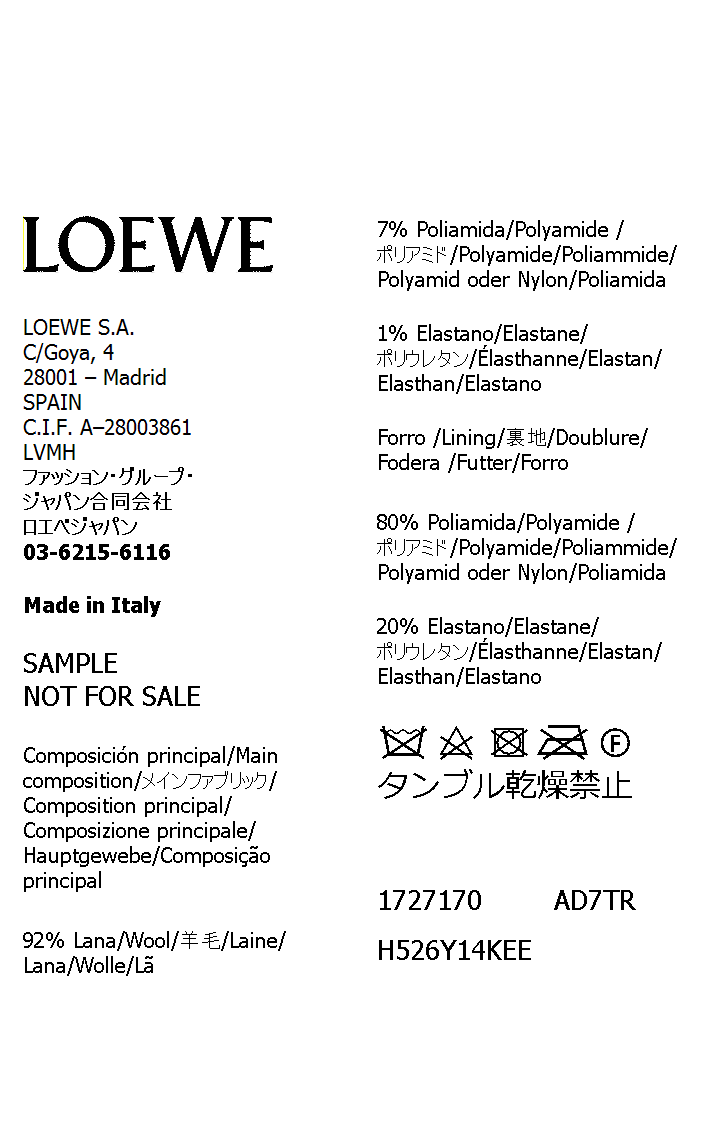 LOEWE
LOEWE S.A.
C/Goya, 4
28001 – Madrid
SPAIN
C.I.F. A–28003861
LVMH
ファッション・グループ・
ジャパン合同会社
ロエベジャパン
03-6215-6116
Made in Italy
SAMPLE
NOT FOR SALE
Composición principal/Main
composition/メインファブリック/
Composition principal/
Composizione principale/
Hauptgewebe/Composição
principal
92% Lana/Wool/羊毛/Laine/
Lana/Wolle/Lã
7% Poliamida/Polyamide /
ポリアミド/Polyamide/Poliammide/
Polyamid oder Nylon/Poliamida
1% Elastano/Elastane/
ポリウレタン/Élasthanne/Elastan/
Elasthan/Elastano
Forro /Lining/裏地/Doublure/
Fodera /Futter/Forro
80% Poliamida/Polyamide /
ポリアミド/Polyamide/Poliammide/
Polyamid oder Nylon/Poliamida
20% Elastano/Elastane/
ポリウレタン/Élasthanne/Elastan/
Elasthan/Elastano
F
タンブル乾燥禁止
1727170 AD7TR
H526Y14KEE